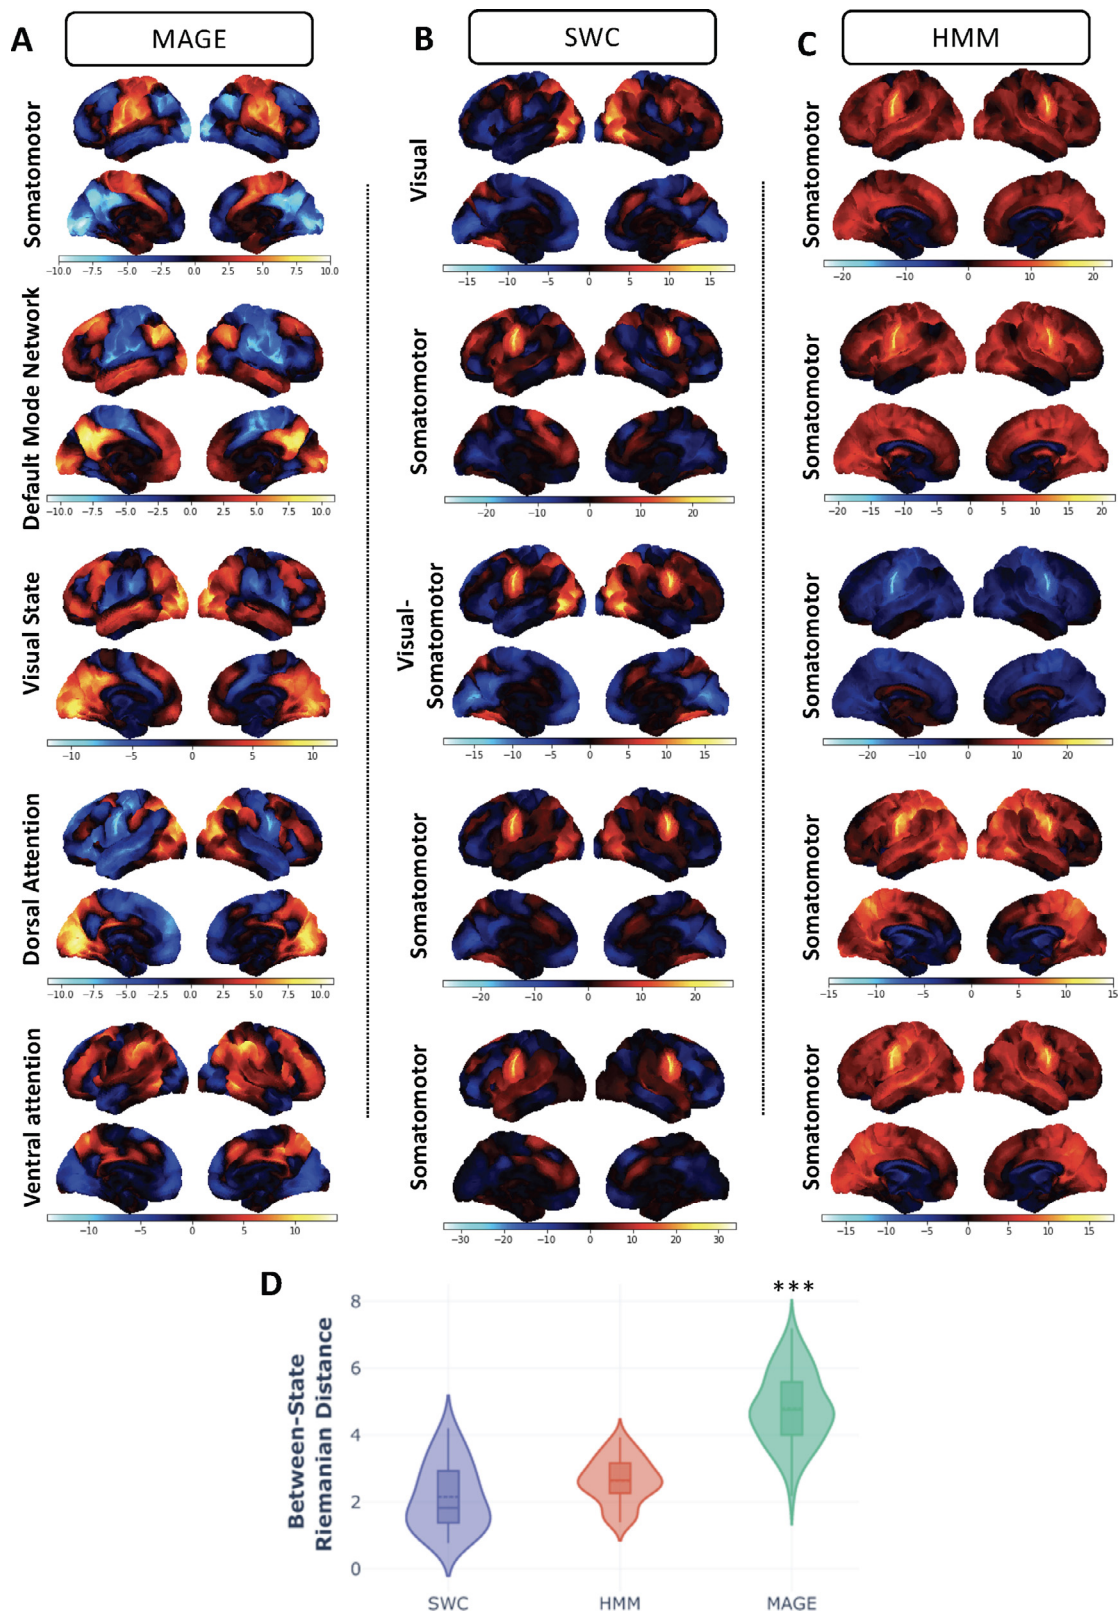 A
MAGE
Somatomotor
-10.0 -7.5 -5.0 -2.5 0.0 2.5 5.0 7.5 10.0
Default Mode Network
-10.0 -7.5 -5.0 -2.5 0.0 2.5 5.0 7.5 10.0
Visual State
-10 -5 0 5 10
Dorsal Attention
-10.0 -7.5 -5.0 -2.5 0.0 2.5 5.0 7.5 10.0
Ventral attention
-10 -5 0 5 10
B
SWC
Visual
-15 -10 -5 0 5 10 15
Somatomotor
-20 -10 0 10 20
Visual-
Somatomotor
-15 -10 -5 0 5 10 15
Somatomotor
-20 -10 0 10 20
Somatomotor
-30 -20 -10 0 10 20 30
C
HMM
Somatomotor
-20 -10 0 10 20
Somatomotor
-20 -15 -10 -5 0 5 10 15 20
Somatomotor
-20 -10 0 10 20
Somatomotor
-15 -10 -5 0 5 10 15
Somatomotor
-15 -10 -5 0 5 10 15
D
Between-State
Riemanian Distance
8
6
4
2
0
***
SWC HMM MAGE